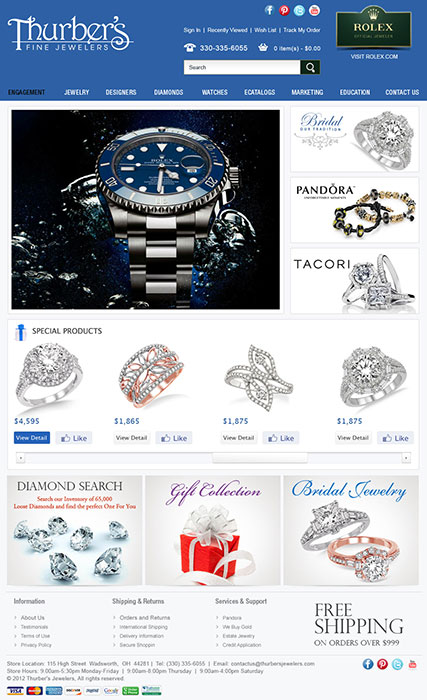 Thurber's
FINE JEWELERS
Sign In | Recently Viewed | Wish List | Track My Order
330-335-6055 0 item(s) - $0.00
Search
ROLEX
OFFICIAL JEWELER
VISIT ROLEX.COM
ENGAGEMENT JEWELRY DESIGNERS DIAMONDS WATCHES ECATALOGS MARKETING EDUCATION CONTACT US
ROLEX
Bridal
OUR TRADITION
PANDORA
UNFORGETTABLE MOMENTS
TACORI
SPECIAL PRODUCTS
$4,595 $1,865 $1,875 $1,875
View Detail Like View Detail Like View Detail Like View Detail Like
DIAMOND SEARCH
Search our Inventory of 65,000
Loose Diamonds and find the perfect One For You
Gift Collection
Bridal Jewelry
Information
About Us
Testimonials
Terms of Use
Privacy Policy
Shipping & Returns
Orders and Returns
International Shipping
Delivery Information
Secure Shoppin
Services & Support
Pandora
We Buy Gold
Estate Jewelry
Credit Application
FREE
SHIPPING
ON ORDERS OVER $999
Store Location: 115 High Street Wadsworth, OH 44281 | Tel: (330) 335-6055 | Email: contactus@thurbersjewelers.com
Store Hours: 9:00am-5:30pm Monday-Friday | 9:00am-8:00pm Thursday | 9:00am-4:00pm Saturday
© 2012 Thurber's Jewelers, All rights reserved.
VISA